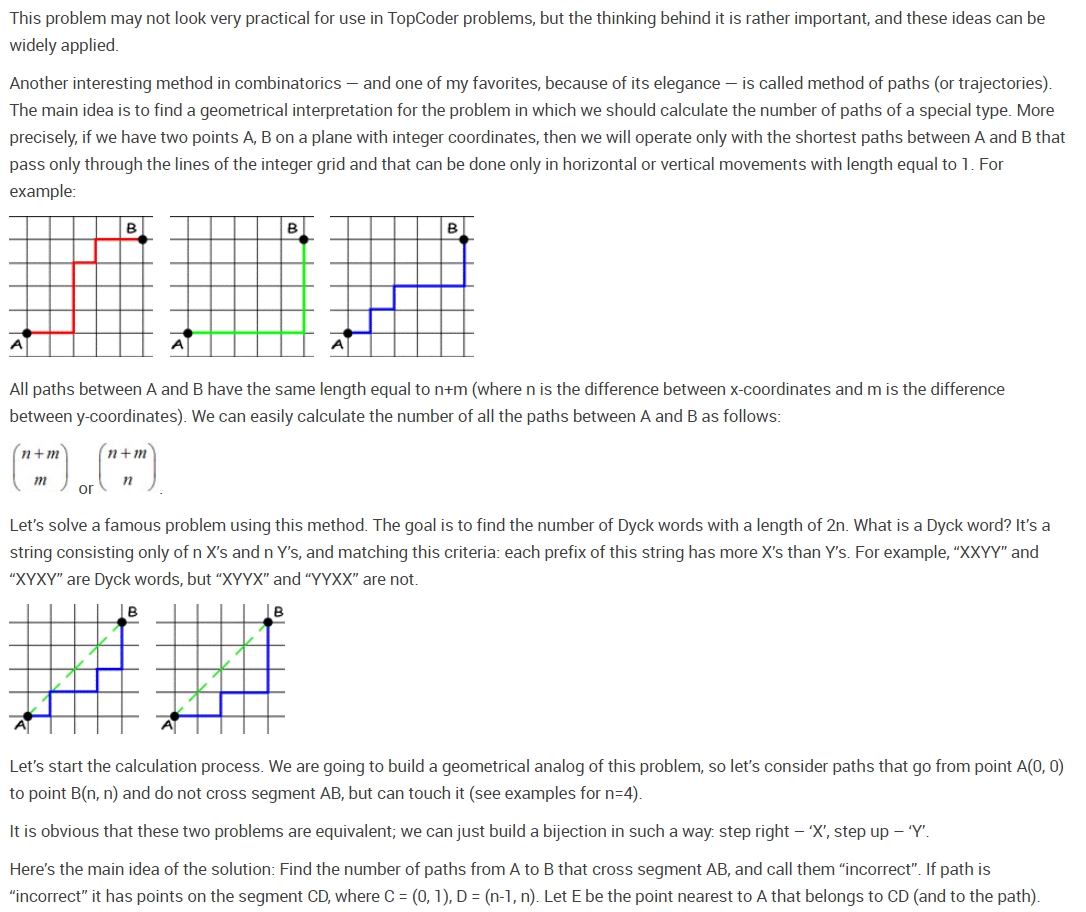 This problem may not look very practical for use in TopCoder problems, but the thinking behind it is rather important, and these ideas can be
widely applied.
Another interesting method in combinatorics — and one of my favorites, because of its elegance — is called method of paths (or trajectories).
The main idea is to find a geometrical interpretation for the problem in which we should calculate the number of paths of a special type. More
precisely, if we have two points A, B on a plane with integer coordinates, then we will operate only with the shortest paths between A and B that
pass only through the lines of the integer grid and that can be done only in horizontal or vertical movements with length equal to 1. For
example:
B B B
A A A
All paths between A and B have the same length equal to n+m (where n is the difference between x-coordinates and m is the difference
between y-coordinates). We can easily calculate the number of all the paths between A and B as follows:
(n+m m) or (n+m n).
Let’s solve a famous problem using this method. The goal is to find the number of Dyck words with a length of 2n. What is a Dyck word? It’s a
string consisting only of n X’s and n Y’s, and matching this criteria: each prefix of this string has more X’s than Y’s. For example, “XXYY” and
“XYXY” are Dyck words, but “XYYX” and “YYXX” are not.
B B
A A
Let’s start the calculation process. We are going to build a geometrical analog of this problem, so let’s consider paths that go from point A(0, 0)
to point B(n, n) and do not cross segment AB, but can touch it (see examples for n=4).
It is obvious that these two problems are equivalent; we can just build a bijection in such a way: step right – ‘X’, step up – ‘Y’.
Here’s the main idea of the solution: Find the number of paths from A to B that cross segment AB, and call them “incorrect”. If path is
“incorrect” it has points on the segment CD, where C = (0, 1), D = (n-1, n). Let E be the point nearest to A that belongs to CD (and to the path).